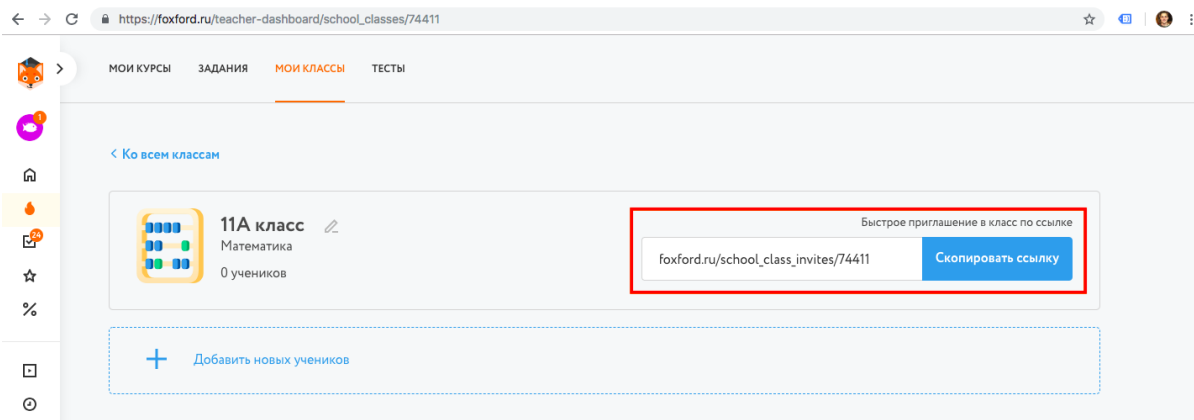 https://foxford.ru/teacher-dashboard/school_classes/74411
МОИ КУРСЫ ЗАДАНИЯ МОИ КЛАССЫ ТЕСТЫ
1
< Ко всем классам
11А класс
Быстрое приглашение в класс по ссылке
Математика
foxford.ru/school_class_invites/74411 Скопировать ссылку
24
0 учеников
Добавить новых учеников